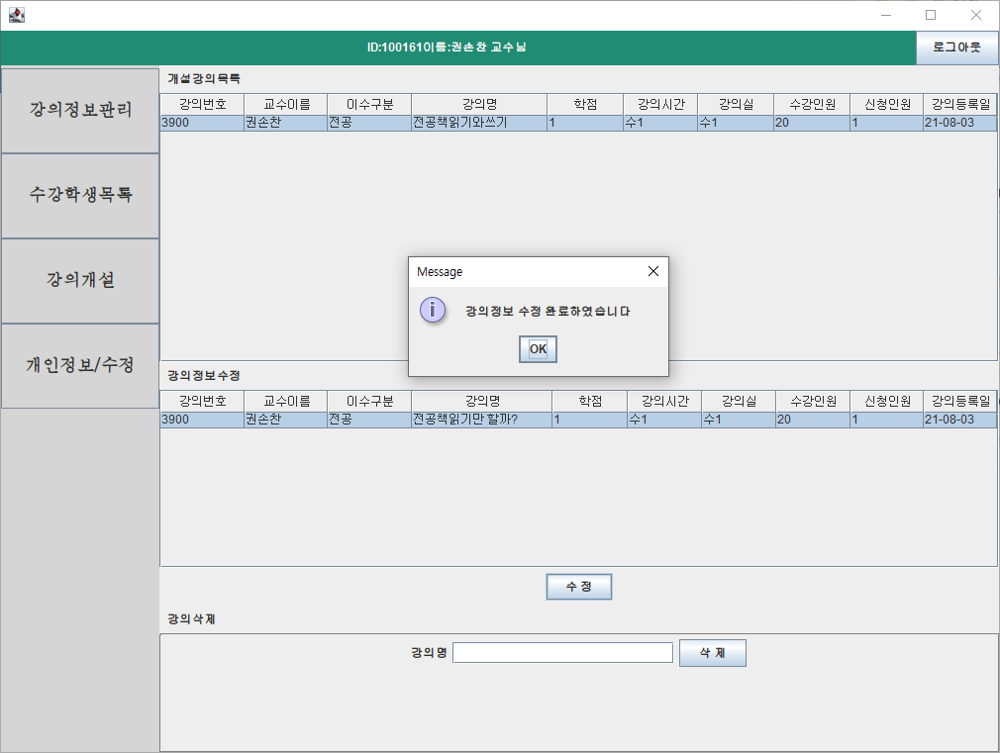 ID:100161이름:권손찬 교수님
로그아웃
강의정보관리
수강학생목록
강의개설
개인정보/수정
개설강의목록
강의번호 교수이름 이수구분 강의명 학점 강의시간 강의실 수강인원 신청인원 강의등록일
3900 권손찬 전공 전공책읽기와쓰기 1 수1 수1 20 1 21-08-03
Message
강의정보 수정 완료하였습니다
OK
강의정보수정
강의번호 교수이름 이수구분 강의명 학점 강의시간 강의실 수강인원 신청인원 강의등록일
3900 권손찬 전공 전공책읽기만 할까? 1 수1 수1 20 1 21-08-03
수 정
강의삭제
강의명
삭 제